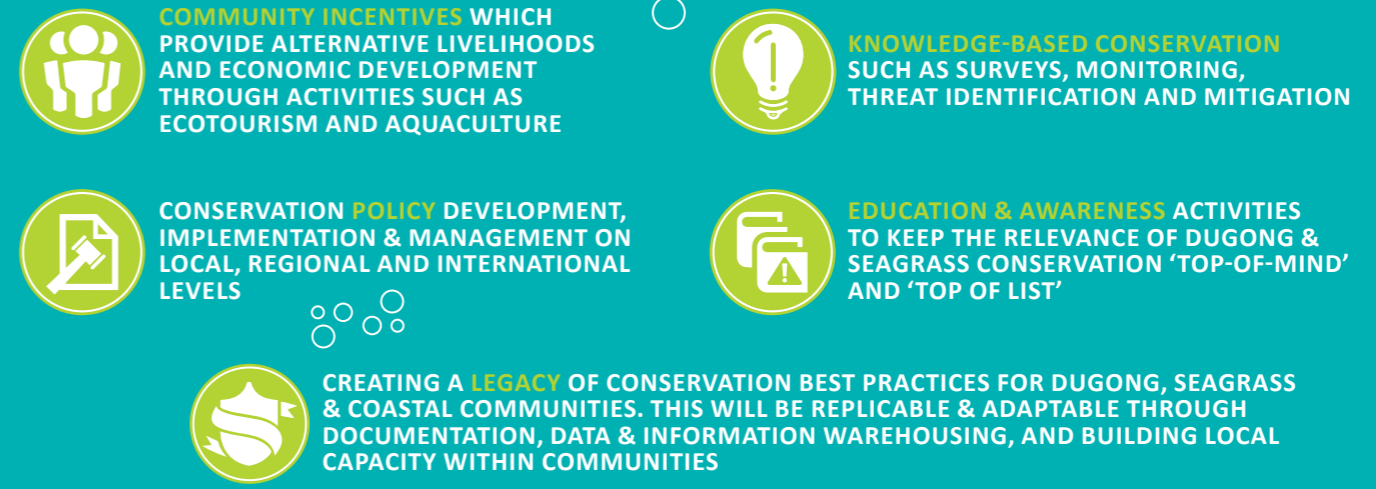 COMMUNITY INCENTIVES WHICH
PROVIDE ALTERNATIVE LIVELIHOODS
AND ECONOMIC DEVELOPMENT
THROUGH ACTIVITIES SUCH AS
ECOTOURISM AND AQUACULTURE
KNOWLEDGE-BASED CONSERVATION
SUCH AS SURVEYS, MONITORING,
THREAT IDENTIFICATION AND MITIGATION
CONSERVATION POLICY DEVELOPMENT,
IMPLEMENTATION & MANAGEMENT ON
LOCAL, REGIONAL AND INTERNATIONAL
LEVELS
EDUCATION & AWARENESS ACTIVITIES
TO KEEP THE RELEVANCE OF DUGONG &
SEAGRASS CONSERVATION ‘TOP-OF-MIND’
AND ‘TOP OF LIST’
CREATING A LEGACY OF CONSERVATION BEST PRACTICES FOR DUGONG, SEAGRASS
& COASTAL COMMUNITIES. THIS WILL BE REPLICABLE & ADAPTABLE THROUGH
DOCUMENTATION, DATA & INFORMATION WAREHOUSING, AND BUILDING LOCAL
CAPACITY WITHIN COMMUNITIES